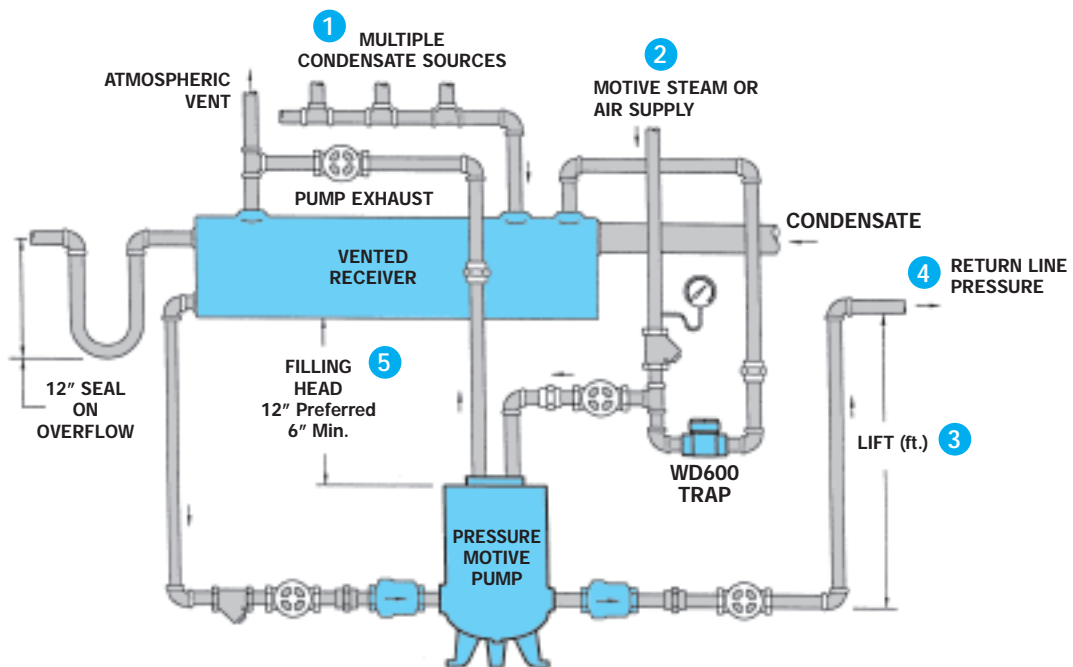 1
MULTIPLE
CONDENSATE SOURCES
2
MOTIVE STEAM OR
AIR SUPPLY
ATMOSPHERIC
VENT
PUMP EXHAUST
CONDENSATE
VENTED
RECEIVER
4
RETURN LINE
PRESSURE
5
FILLING
HEAD
12" Preferred
6" Min.
12" SEAL
ON
OVERFLOW
LIFT (ft.)
3
WD600
TRAP
PRESSURE
MOTIVE
PUMP